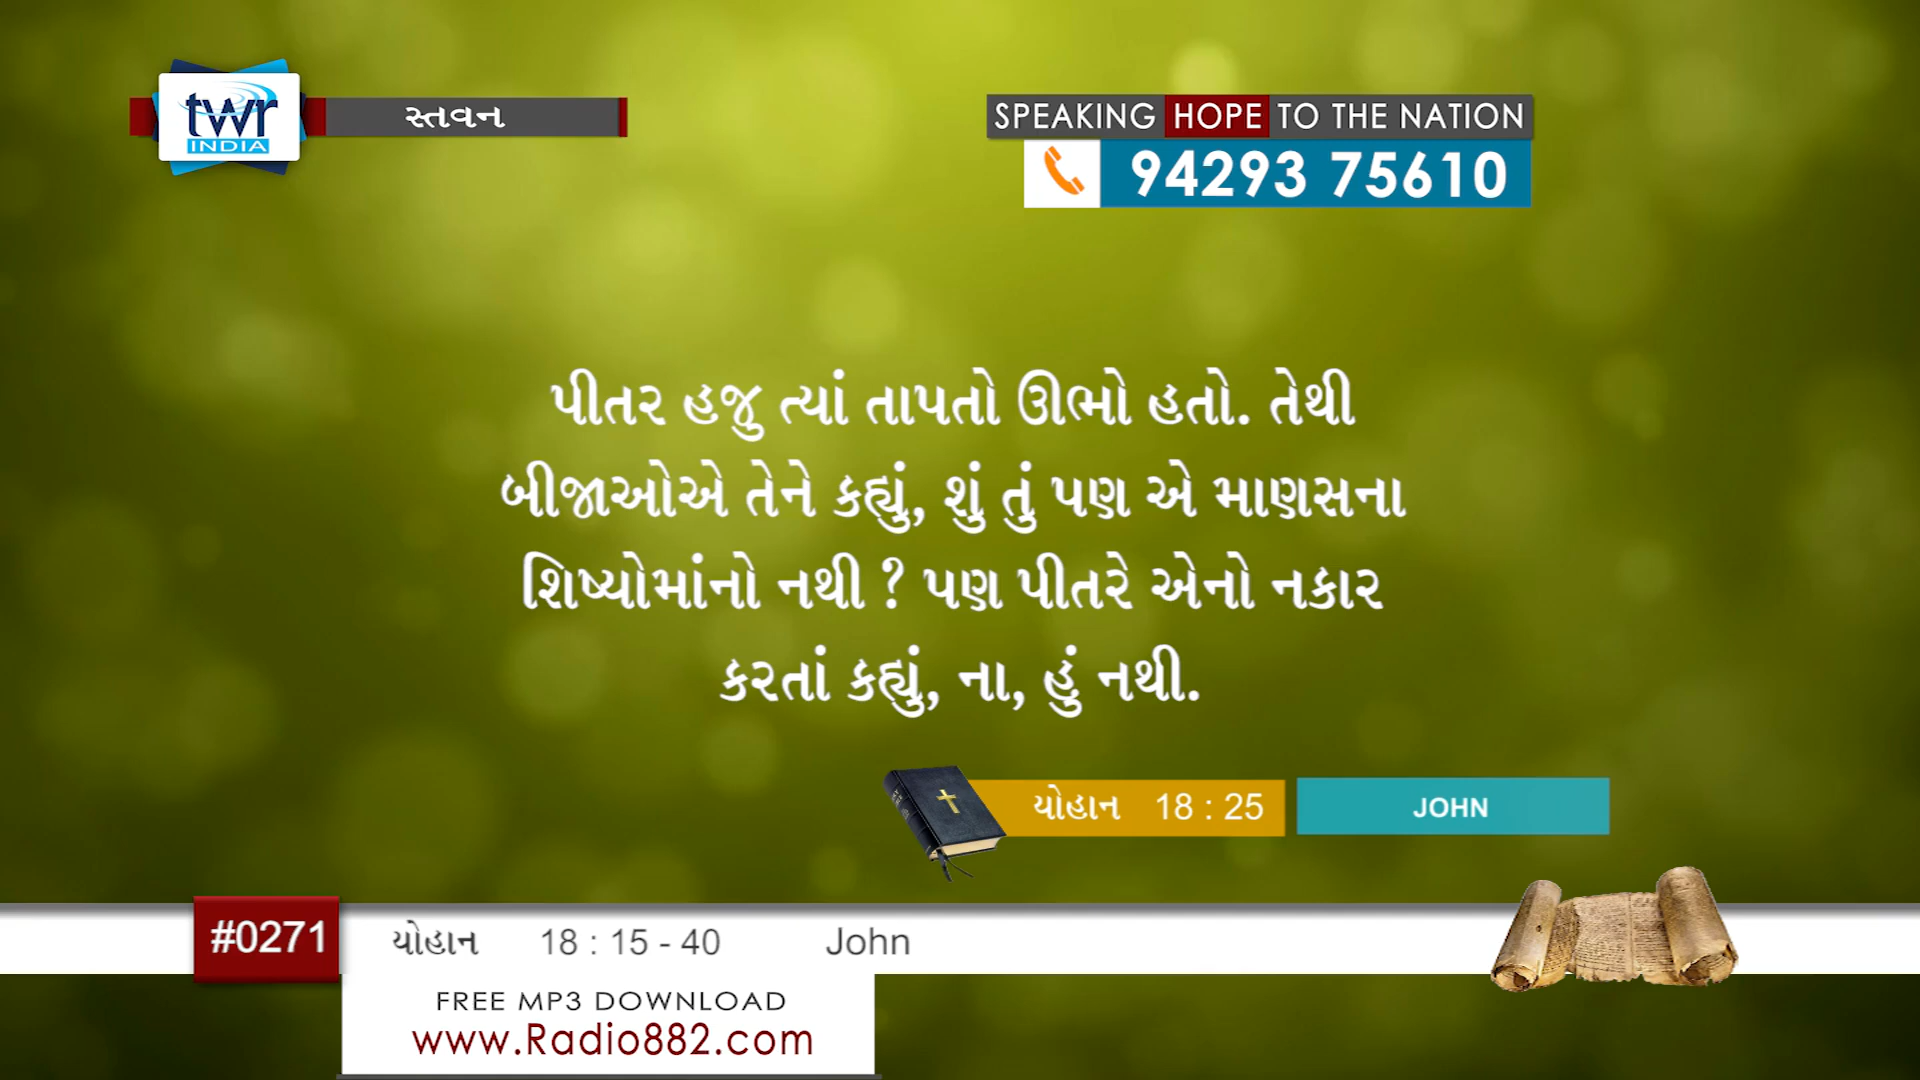 twr
INDIA
સ્તવન
SPEAKING HOPE TO THE NATION
94293 75610
પીતર હજુ ત્યાં તાપતો ઊભો હતો. તેથી
બીજાઓએ તેને કહ્યું, શું તું પણ એ માણસના
શિષ્યોમાંનો નથી ? પણ પીતરે એનો નકાર
કરતાં કહ્યું, ના, હું નથી.
યોહાન 18 : 25
JOHN
#0271
યોહાન 18 : 15 - 40 John
FREE MP3 DOWNLOAD
www.Radio882.com